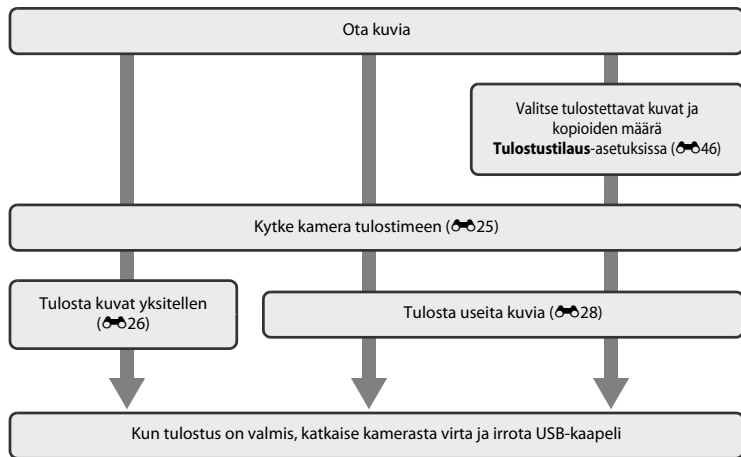 Ota kuvia
Valitse tulostettavat kuvat ja
kopioiden määrä
Tulostustilaus-asetuksissa (46)
Kytke kamera tulostimeen (25)
Tulosta kuvat yksitellen
(26)
Tulosta useita kuvia (28)
Kun tulostus on valmis, katkaise kamerasta virta ja irrota USB-kaapeli